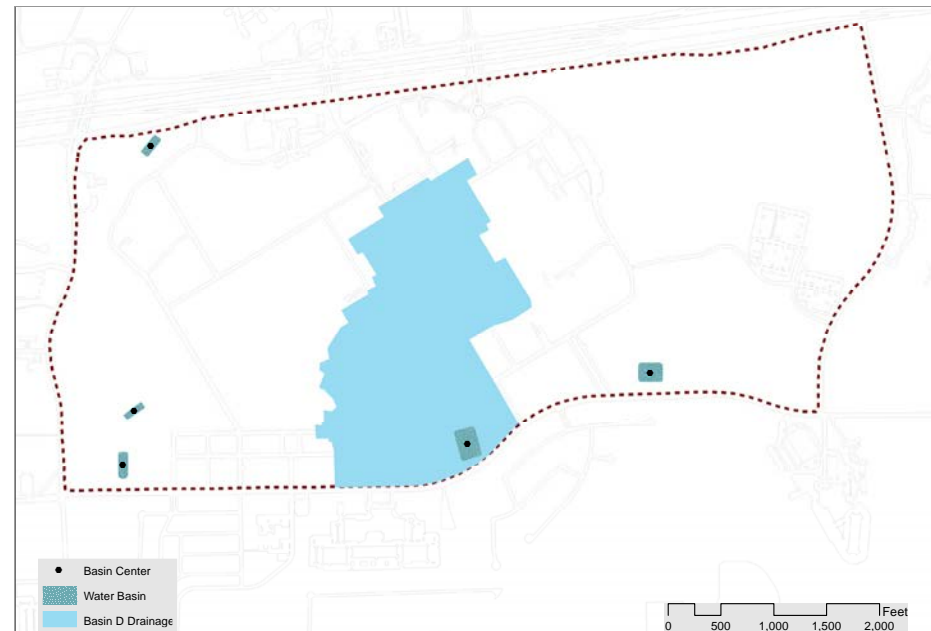 Basin Center
Water Basin
Basin D Drainage
Feet
0 500 1,000 1,500 2,000